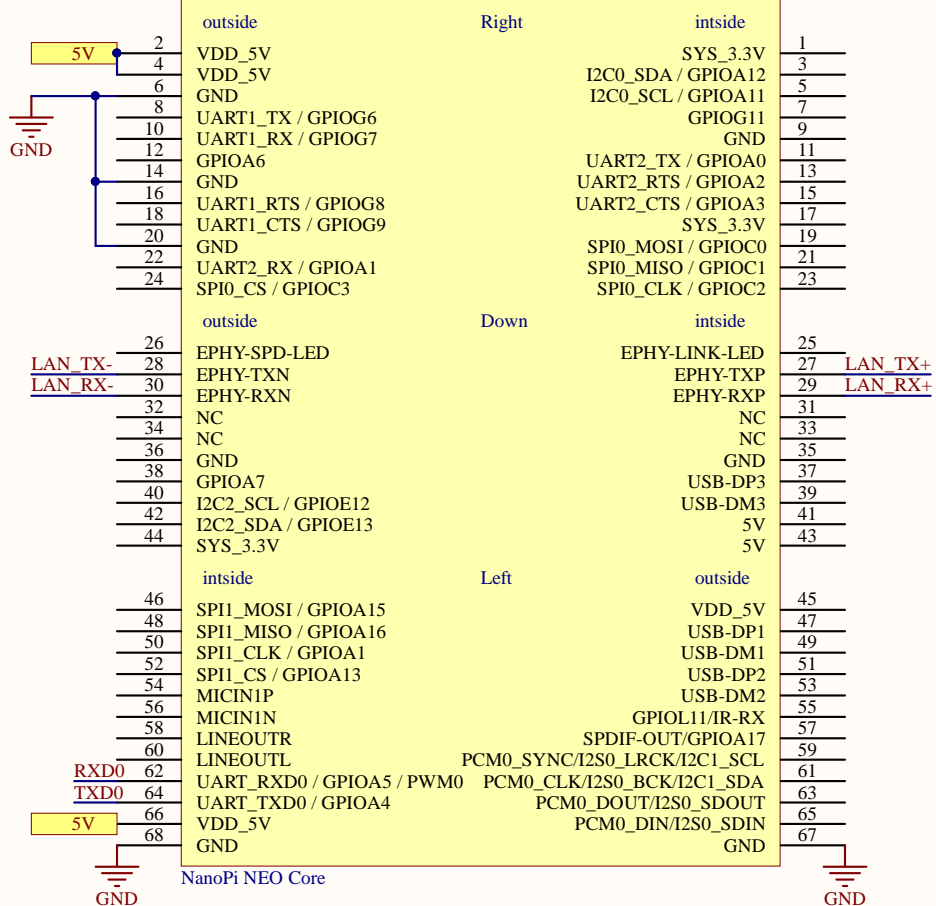 outside Right intside
5V 2 VDD_5V SYS_3.3V 1
4 VDD_5V I2C0_SDA / GPIOA12 3
6 GND I2C0_SCL / GPIOA11 5
8 UART1_TX / GPIOG6 GPIOG11 7
10 UART1_RX / GPIOG7 GND 9
GND 12 GPIOA6 UART2_TX / GPIOA0 11
14 GND UART2_RTS / GPIOA2 13
16 UART1_RTS / GPIOG8 UART2_CTS / GPIOA3 15
18 UART1_CTS / GPIOG9 SYS_3.3V 17
20 GND SPI0_MOSI / GPIOC0 19
22 UART2_RX / GPIOA1 SPI0_MISO / GPIOC1 21
24 SPI0_CS / GPIOC3 SPI0_CLK / GPIOC2 23
outside Down intside
26 EPHY-SPD-LED EPHY-LINK-LED 25
LAN_TX- 28 EPHY-TXN EPHY-TXP 27 LAN_TX+
LAN_RX- 30 EPHY-RXN EPHY-RXP 29 LAN_RX+
32 NC NC 31
34 NC NC 33
36 GND GND 35
38 GPIOA7 USB-DP3 37
40 I2C2_SCL / GPIOE12 USB-DM3 39
42 I2C2_SDA / GPIOE13 5V 41
44 SYS_3.3V 5V 43
intside Left outside
46 SPI1_MOSI / GPIOA15 VDD_5V 45
48 SPI1_MISO / GPIOA16 USB-DP1 47
50 SPI1_CLK / GPIOA1 USB-DM1 49
52 SPI1_CS / GPIOA13 USB-DP2 51
54 MICIN1P USB-DM2 53
56 MICIN1N GPIOL11/IR-RX 55
58 LINEOUTR SPDIF-OUT/GPIOA17 57
60 LINEOUTL PCM0_SYNC/I2S0_LRCK/I2C1_SCL 59
RXD0 62 UART_RXD0 / GPIOA5 / PWM0 PCM0_CLK/I2S0_BCK/I2C1_SDA 61
TXD0 64 UART_TXD0 / GPIOA4 PCM0_DOUT/I2S0_SDOUT 63
5V 66 VDD_5V PCM0_DIN/I2S0_SDIN 65
68 GND GND 67
NanoPi NEO Core
GND GND